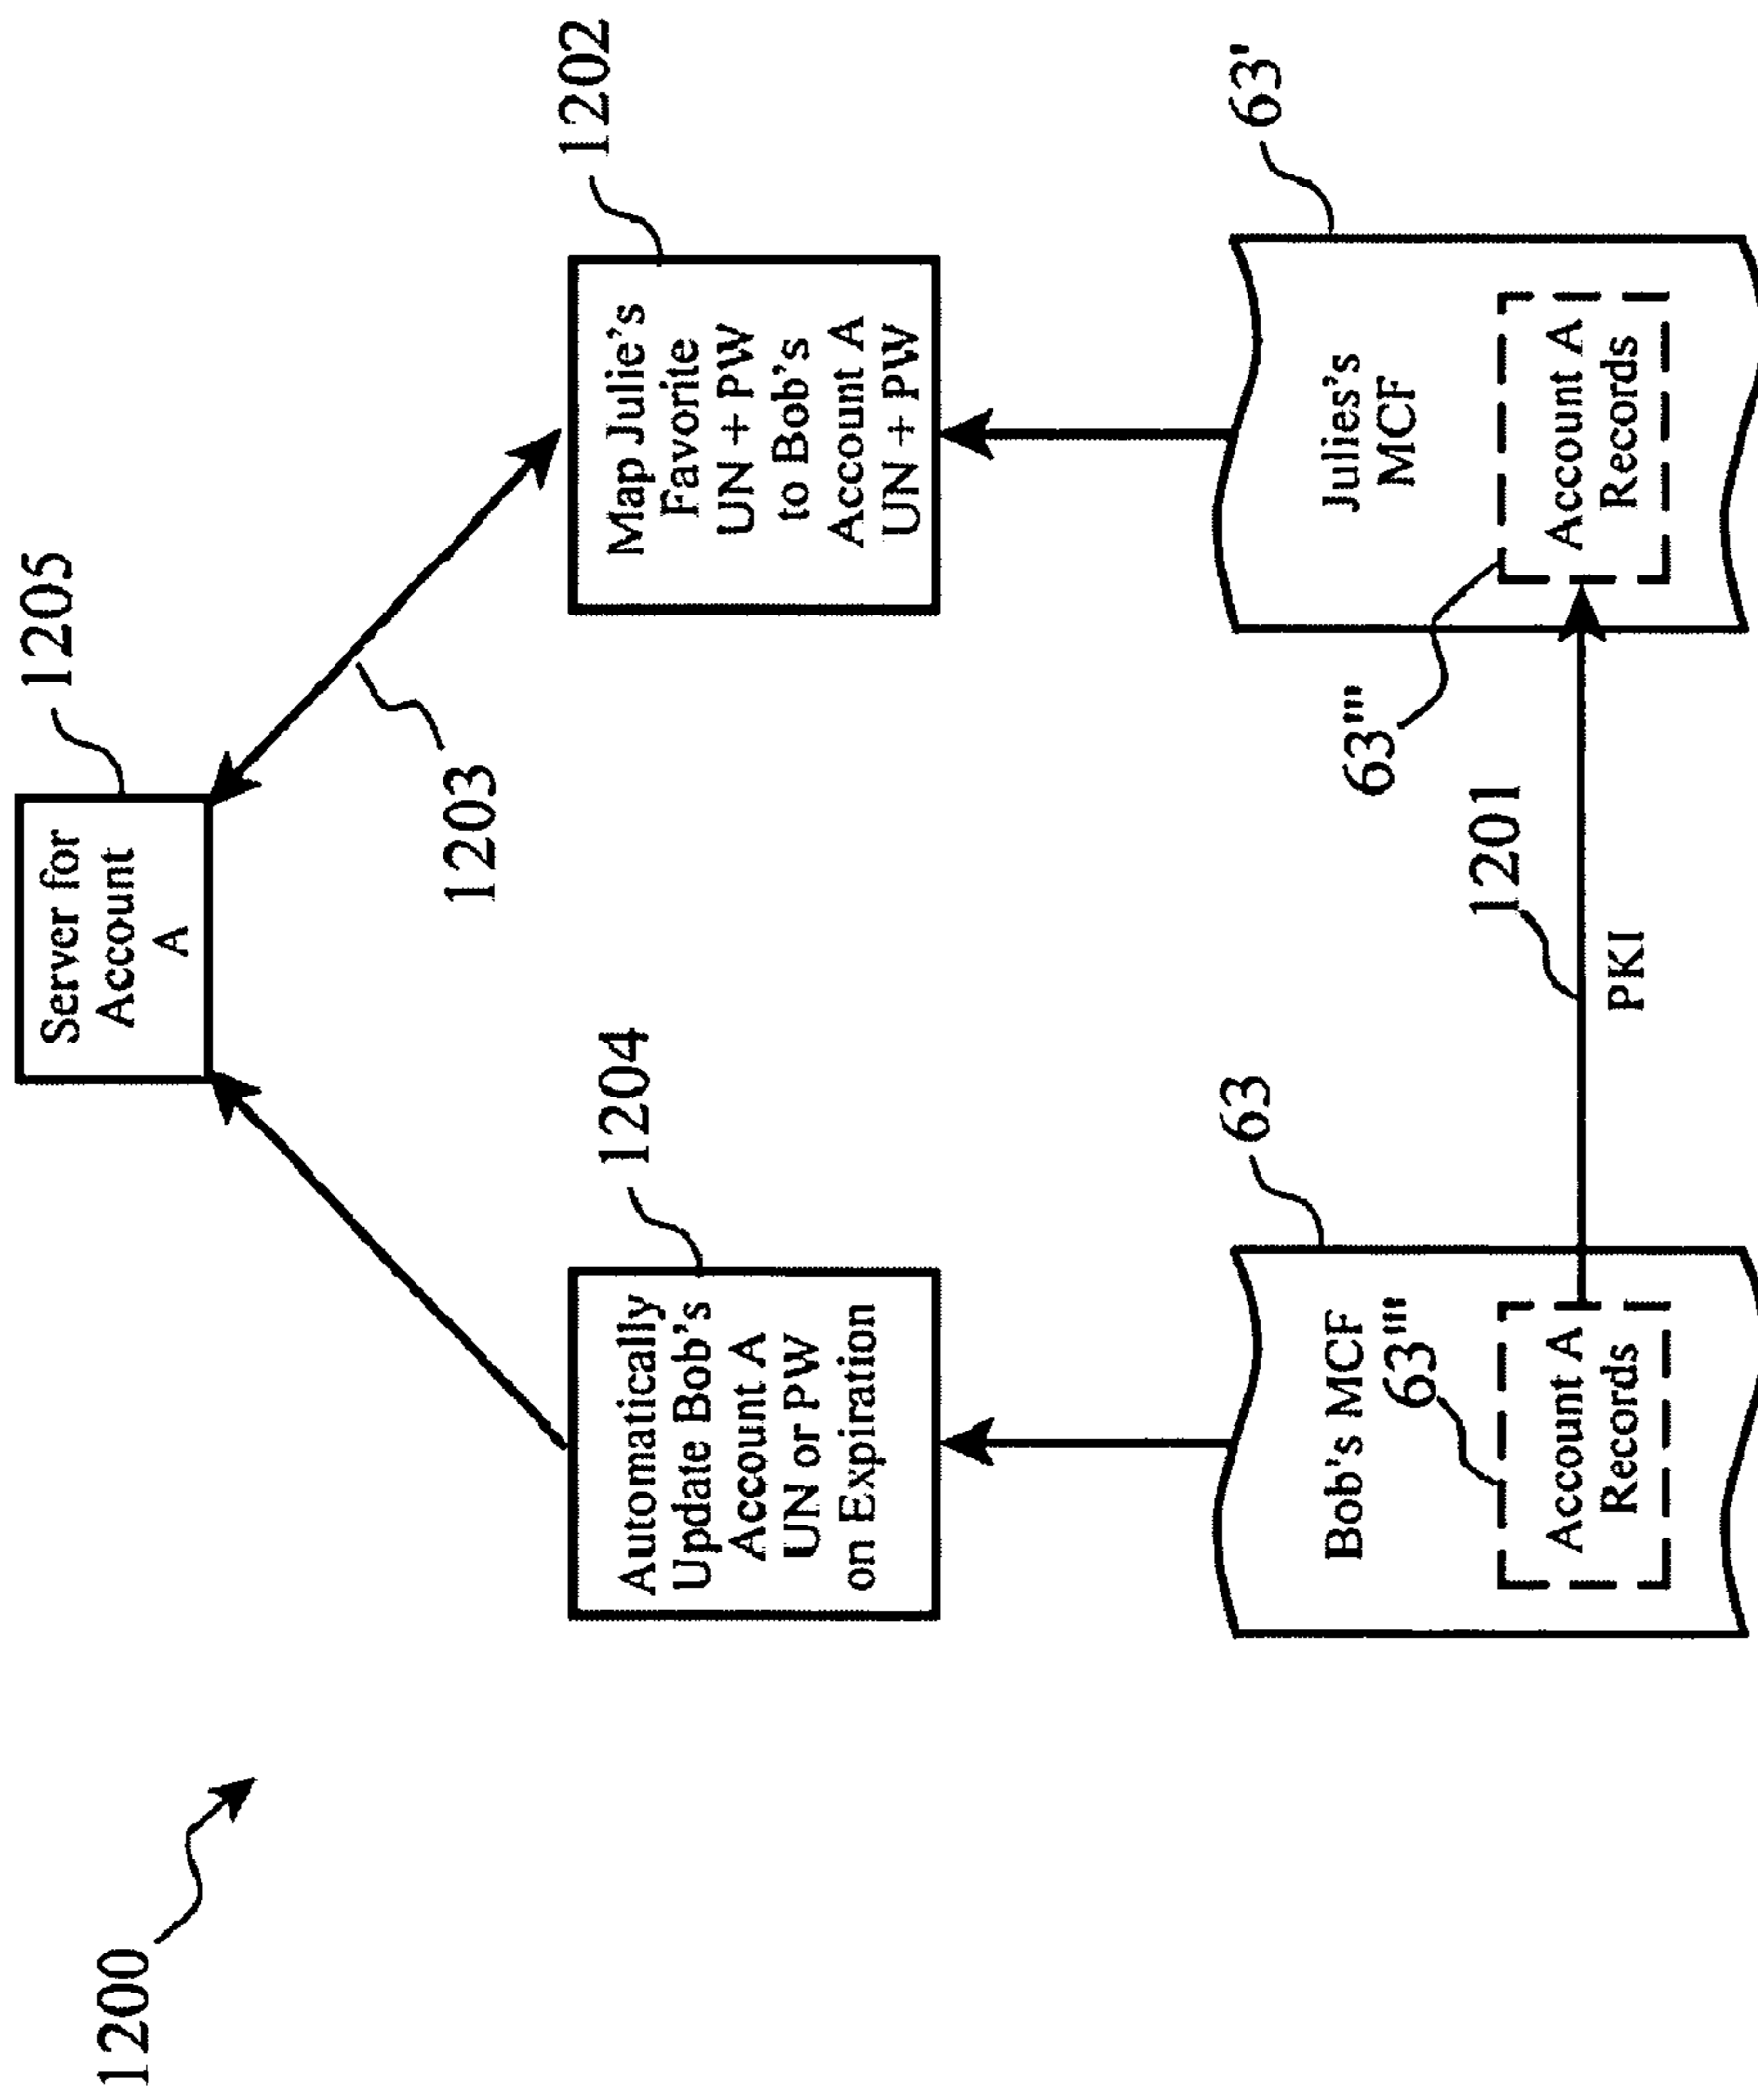 1200
Server for
Account
A
1205
1203
Automatically
Update Bob's
Account A
UN or PW
on Expiration
1204
Map Julie's
Favorite
UN + PW
to Bob's
Account A
UN + PW
1202
Bob's MCF
63
63'''
Account A
Records
1201
PKI
Julies's
MCF
63'
63'''
Account A
Records